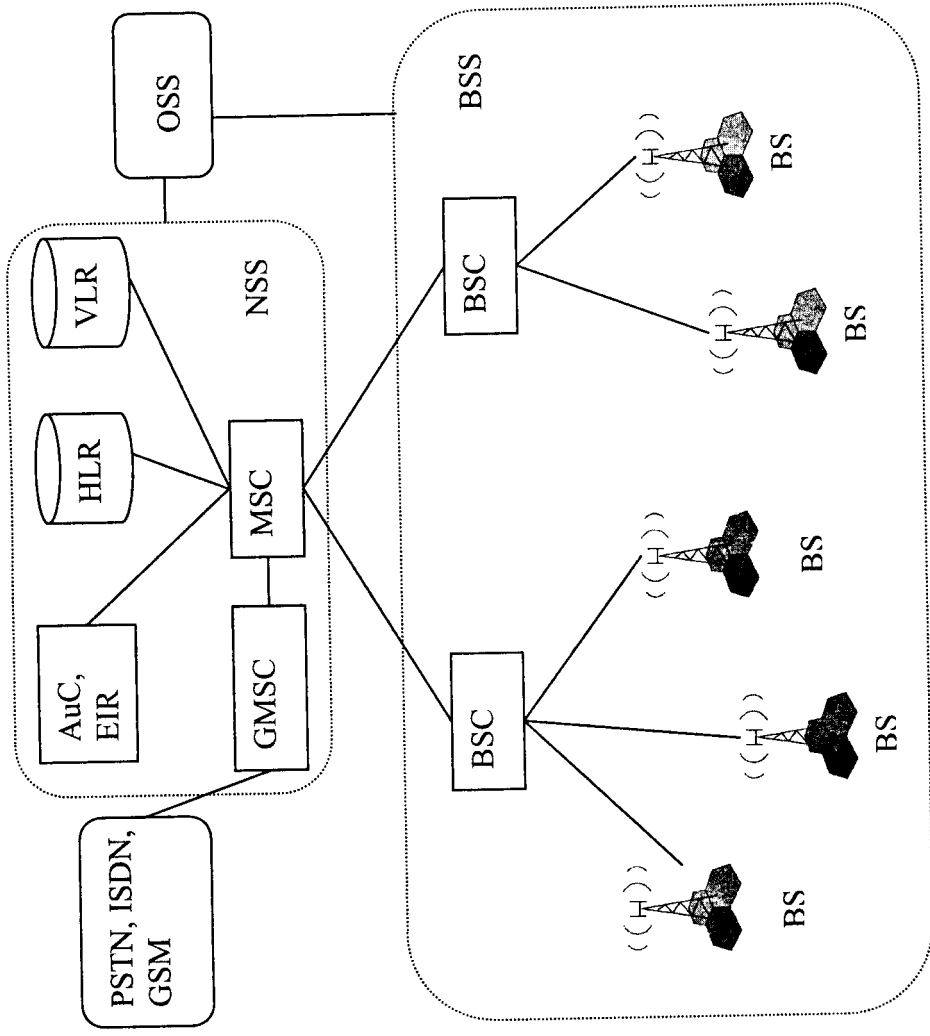 PSTN, ISDN,
GSM
AuC,
EIR
HLR
VLR
OSS
GMSC
MSC
NSS
BSC
BSC
BSS
BS
BS
BS
BS
BS